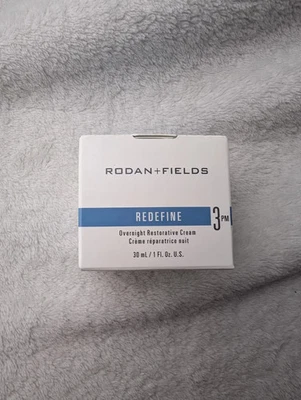 RODAN+FIELDS
REDEFINE
3PM
Overnight Restorative Cream
Crème réparatrice nuit
30 mL / 1 Fl. Oz. U.S.